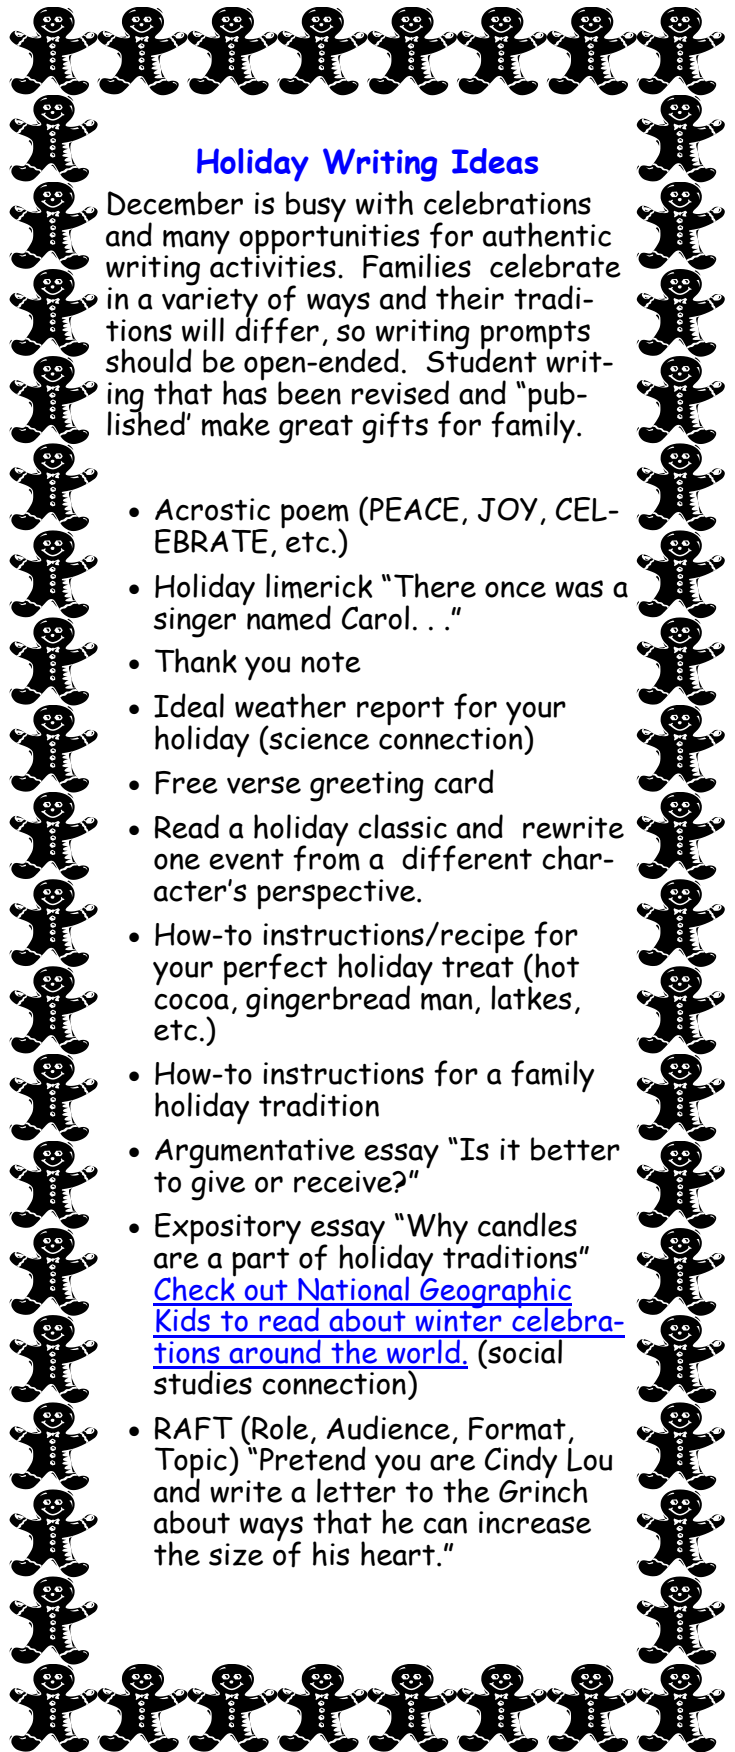 Holiday Writing Ideas
December is busy with celebrations
and many opportunities for authentic
writing activities.  Families  celebrate
in a variety of ways and their tradi-
tions will differ, so writing prompts
should be open-ended.  Student writ-
ing that has been revised and “pub-
lished’ make great gifts for family.
• Acrostic poem (PEACE, JOY, CEL-
EBRATE, etc.)
• Holiday limerick “There once was a
singer named Carol. . .”
• Thank you note
• Ideal weather report for your
holiday (science connection)
• Free verse greeting card
• Read a holiday classic and  rewrite
one event from a  different char-
acter’s perspective.
• How-to instructions/recipe for
your perfect holiday treat (hot
cocoa, gingerbread man, latkes,
etc.)
• How-to instructions for a family
holiday tradition
• Argumentative essay “Is it better
to give or receive?”
• Expository essay “Why candles
are a part of holiday traditions”
Check out National Geographic
Kids to read about winter celebra-
tions around the world. (social
studies connection)
• RAFT (Role, Audience, Format,
Topic) “Pretend you are Cindy Lou
and write a letter to the Grinch
about ways that he can increase
the size of his heart.”